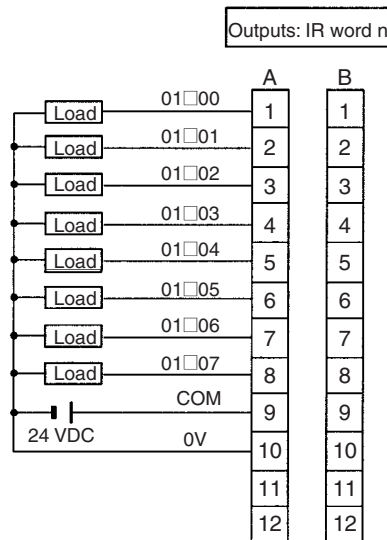 Outputs: IR word n
A B
Load 01□00 1 1
Load 01□01 2 2
Load 01□02 3 3
Load 01□03 4 4
Load 01□04 5 5
Load 01□05 6 6
Load 01□06 7 7
Load 01□07 8 8
COM 9 9
24 VDC
0V 10 10
11 11
12 12